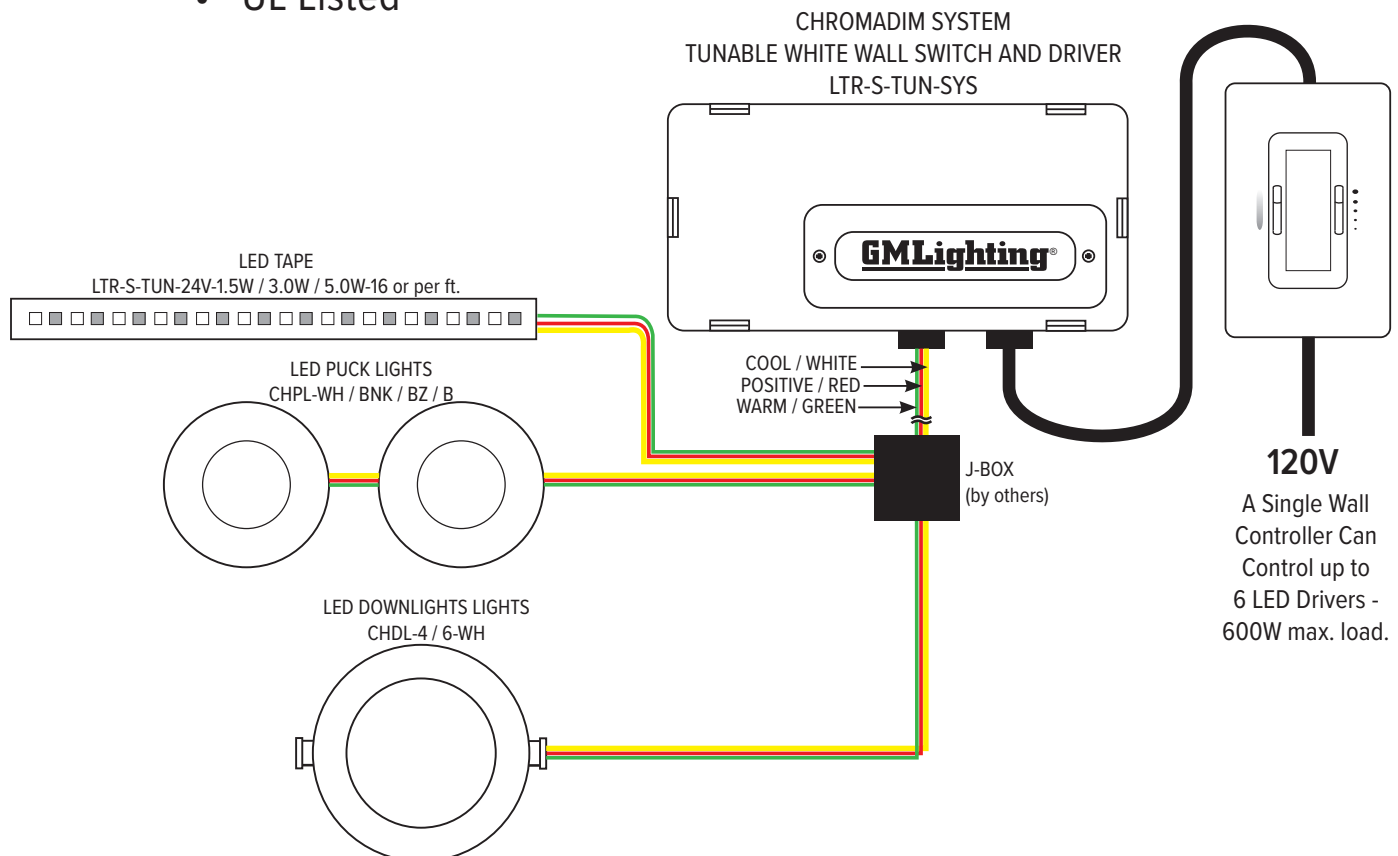 • UL Listed
CHROMADIM SYSTEM
TUNABLE WHITE WALL SWITCH AND DRIVER
LTR-S-TUN-SYS
GMLighting®
LED TAPE
LTR-S-TUN-24V-1.5W / 3.0W / 5.0W-16 or per ft.
LED PUCK LIGHTS
CHPL-WH / BNK / BZ / B
COOL / WHITE
POSITIVE / RED
WARM / GREEN
J-BOX
(by others)
LED DOWNLIGHTS LIGHTS
CHDL-4 / 6-WH
120V
A Single Wall
Controller Can
Control up to
6 LED Drivers -
600W max. load.